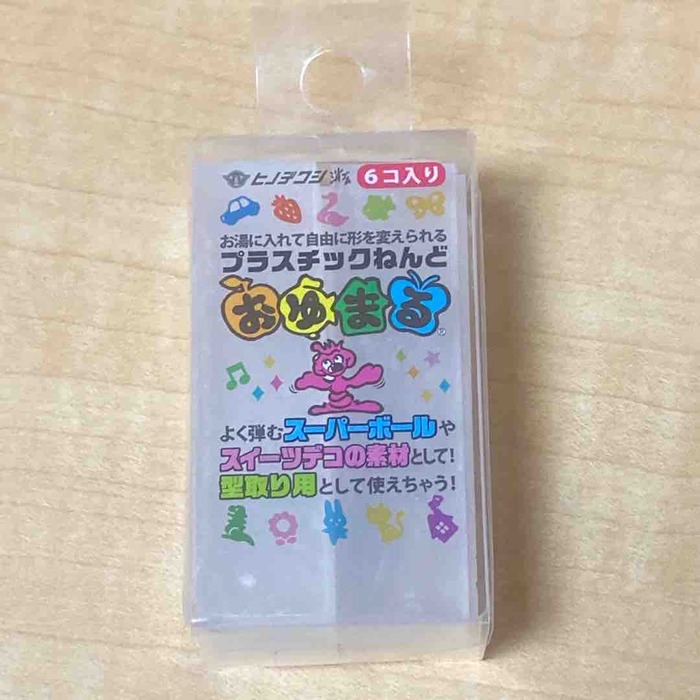 ヒノデワシ 6コ入り
お湯に入れて自由に形を変えられる
プラスチックねんど
おゆまる®
よく弾むスーパーボールや
スイーツデコの素材として!
型取り用として使えちゃう!